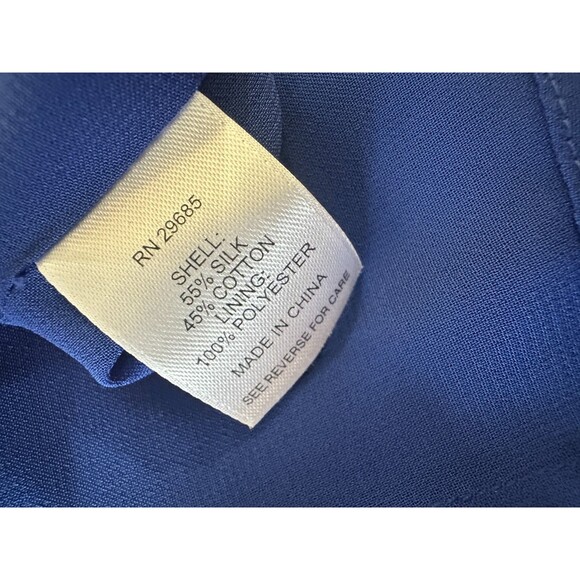 RN 29685
SHELL:
55% SILK
45% COTTON
LINING:
100% POLYESTER
MADE IN CHINA
SEE REVERSE FOR CARE